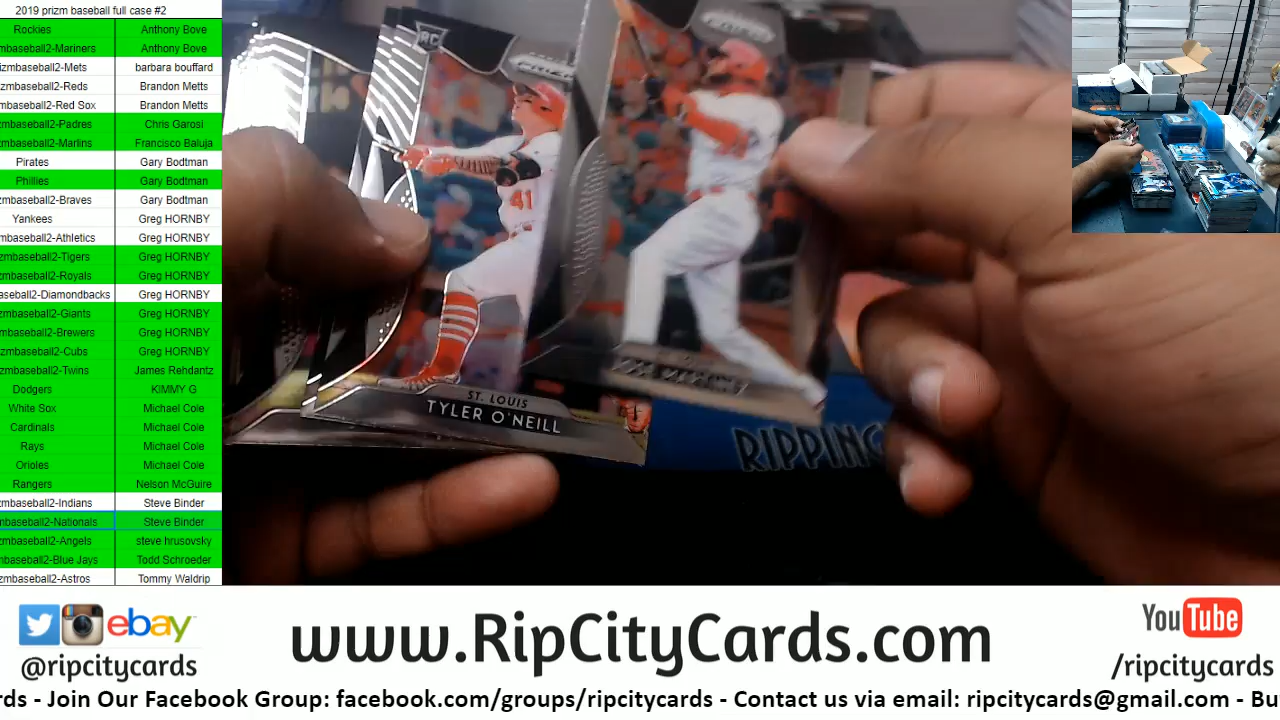 2019 prizm baseball full case #2
Rockies Anthony Bove
mbaseball2-Mariners Anthony Bove
izmbaseball2-Mets barbara bouffard
izmbaseball2-Reds Brandon Metts
zmbaseball2-Red Sox Brandon Metts
zmbaseball2-Padres Chris Garosi
zmbaseball2-Marlins Francisco Baluja
Pirates Gary Bodtman
Phillies Gary Bodtman
zmbaseball2-Braves Gary Bodtman
Yankees Greg HORNBY
mbaseball2-Athletics Greg HORNBY
zmbaseball2-Tigers Greg HORNBY
zmbaseball2-Royals Greg HORNBY
aseball2-Diamondbacks Greg HORNBY
zmbaseball2-Giants Greg HORNBY
zmbaseball2-Brewers Greg HORNBY
izmbaseball2-Cubs Greg HORNBY
zmbaseball2-Twins James Rehdantz
Dodgers KIMMY G
White Sox Michael Cole
Cardinals Michael Cole
Rays Michael Cole
Orioles Michael Cole
Rangers Nelson McGuire
zmbaseball2-Indians Steve Binder
mbaseball2-Nationals Steve Binder
zmbaseball2-Angels steve hrusovsky
mbaseball2-Blue Jays Todd Schroeder
zmbaseball2-Astros Tommy Waldrip
RC
41
ST. LOUIS
TYLER O'NEILL
RIPPING
ebay
@ripcitycards
www.RipCityCards.com
YouTube
/ripcitycards
rds - Join Our Facebook Group: facebook.com/groups/ripcitycards - Contact us via email: ripcitycards@gmail.com - Bu